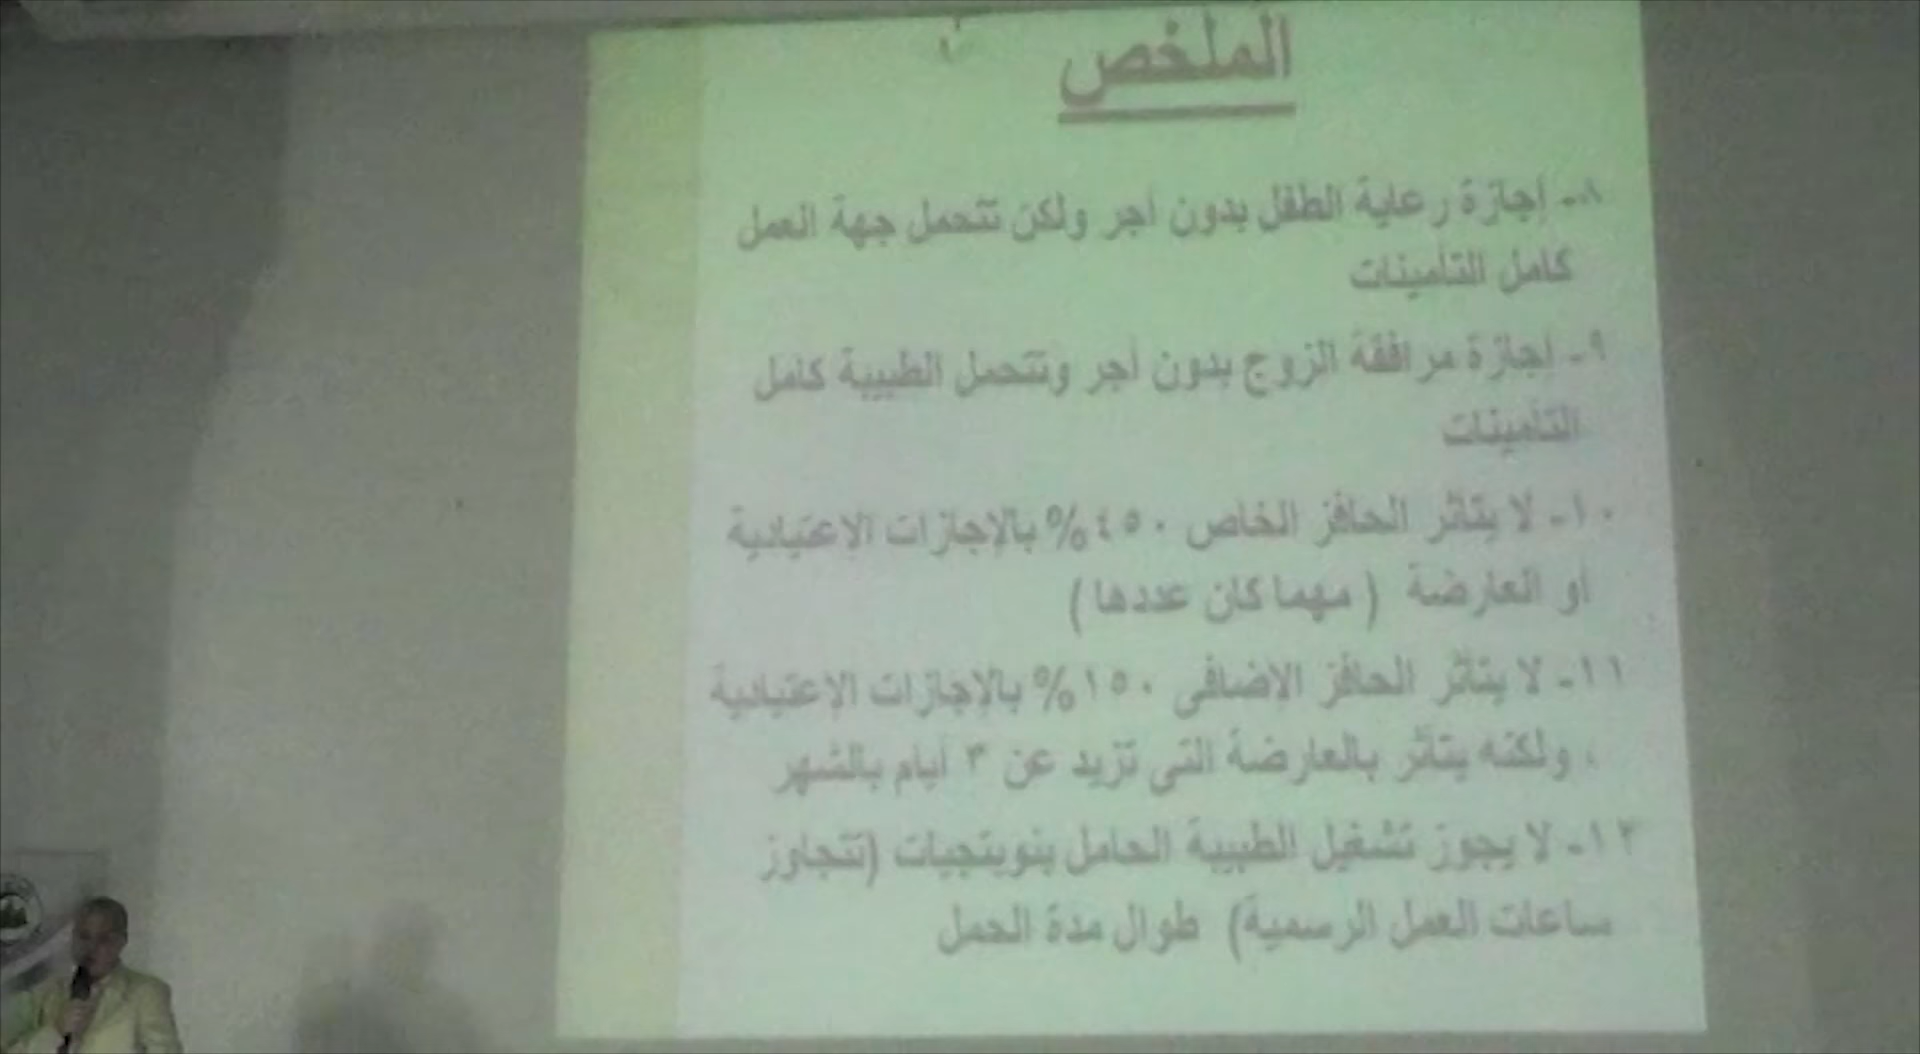 الملخص
٨- إجازة رعاية الطفل بدون أجر ولكن تتحمل جهة العمل
كامل التأمينات
٩- إجازة مرافقة الزوج بدون أجر وتتحمل الطبيبة كامل
التأمينات
١٠- لا يتأثر الحافز الخاص ٤٥٠% بالإجازات الإعتيادية
أو العارضة ( مهما كان عددها )
١١- لا يتأثر الحافز الإضافى ١٥٠% بالإجازات الإعتيادية
، ولكنه يتأثر بالعارضة التى تزيد عن ٣ أيام بالشهر
١٢- لا يجوز تشغيل الطبيبة الحامل بنوبتجيات (تتجاوز
ساعات العمل الرسمية) طوال مدة الحمل